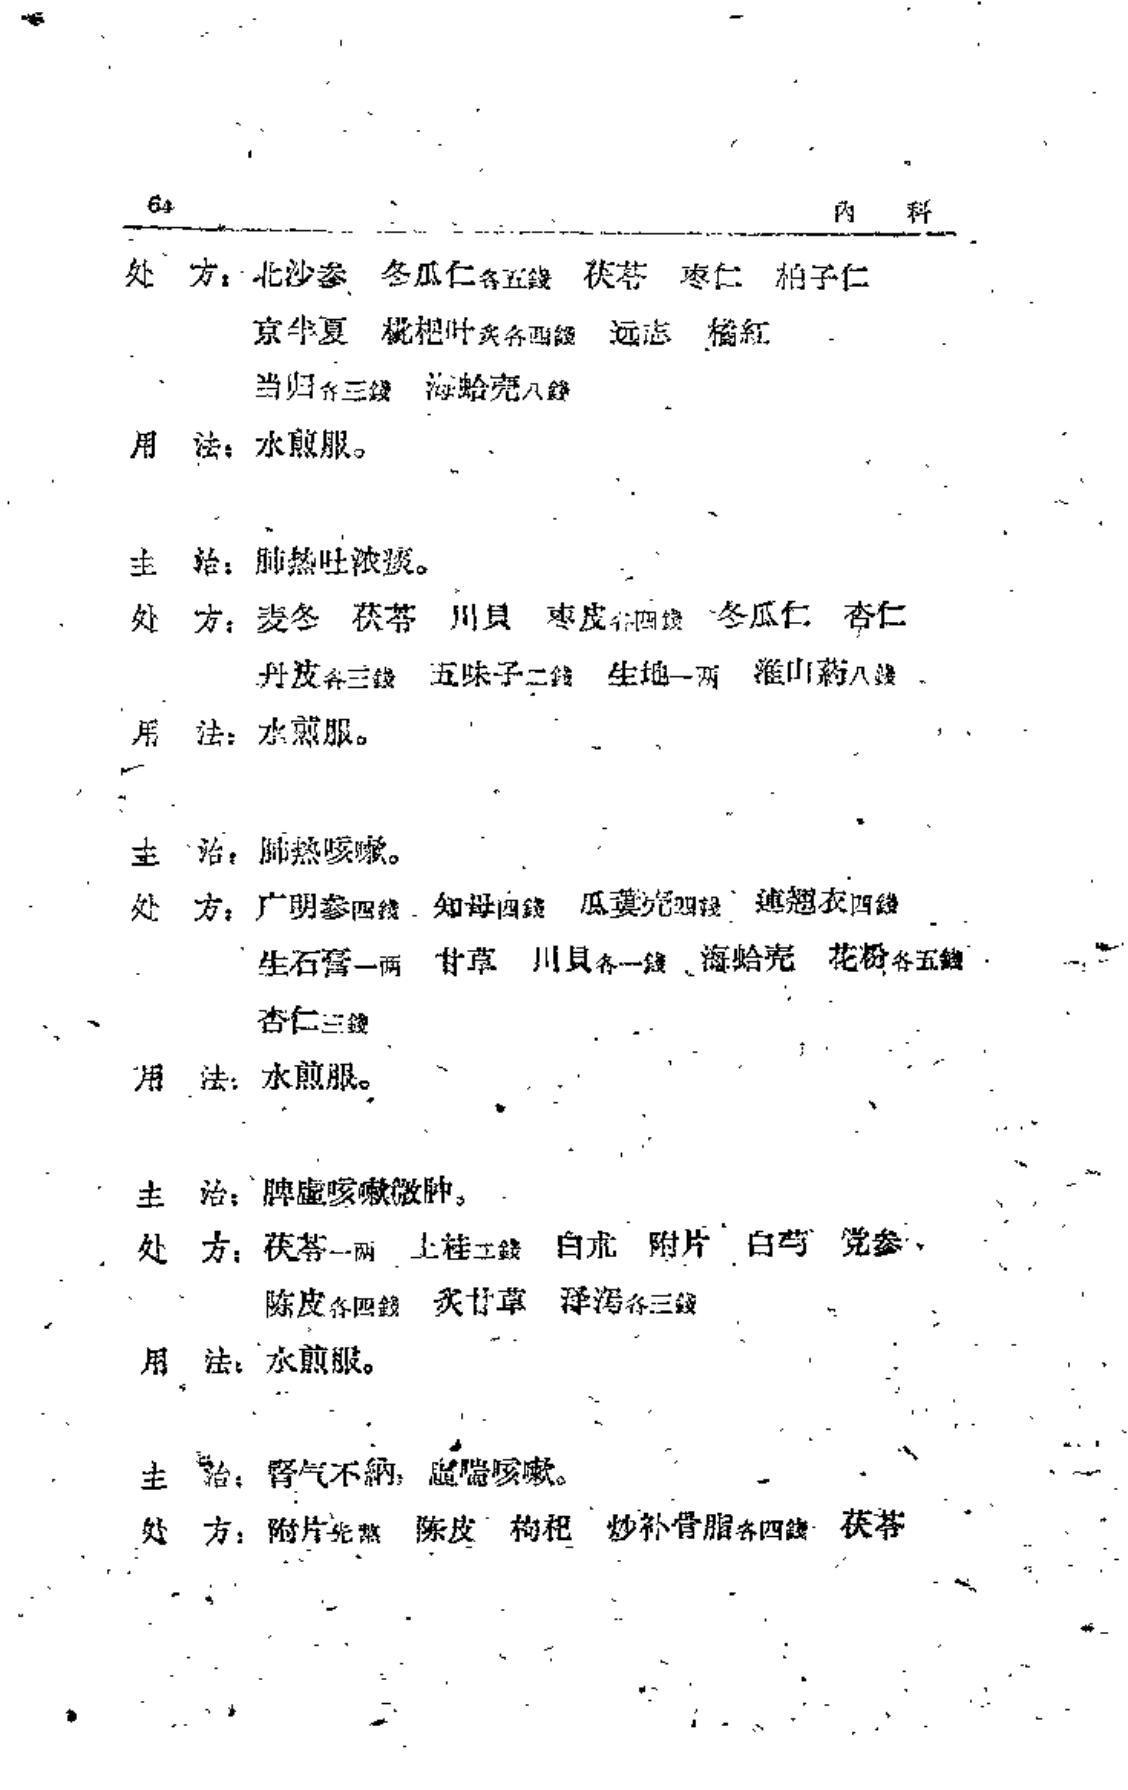 64
內　科
处　方：北沙参　冬瓜仁各五錢　茯苓　枣仁　柏子仁
京半夏　枇杷叶炙各四錢　远志　橘紅
当归各三錢　海蛤壳八錢
用　法：水煎服。
主　治：肺热吐浓痰。
处　方：麦冬　茯苓　川貝　枣皮各四錢　冬瓜仁　杏仁
丹皮各三錢　五味子二錢　生地一两　淮山葯八錢
用　法：水煎服。
主　治：肺热咳嗽。
处　方：广明参四錢　知母四錢　瓜蔞壳四錢　連翘衣四錢
生石膏一两　甘草　川貝各一錢　海蛤壳　花粉各五錢
杏仁三錢
用　法：水煎服。
主　治：脾虛咳嗽微肿。
处　方：茯苓一两　上桂二錢　白朮　附片　白芍　党参
陈皮各四錢　炙甘草　泽泻各三錢
用　法：水煎服。
主　治：腎气不納，虛喘咳嗽。
处　方：附片先熬　陈皮　枸杞　炒补骨脂各四錢　茯苓